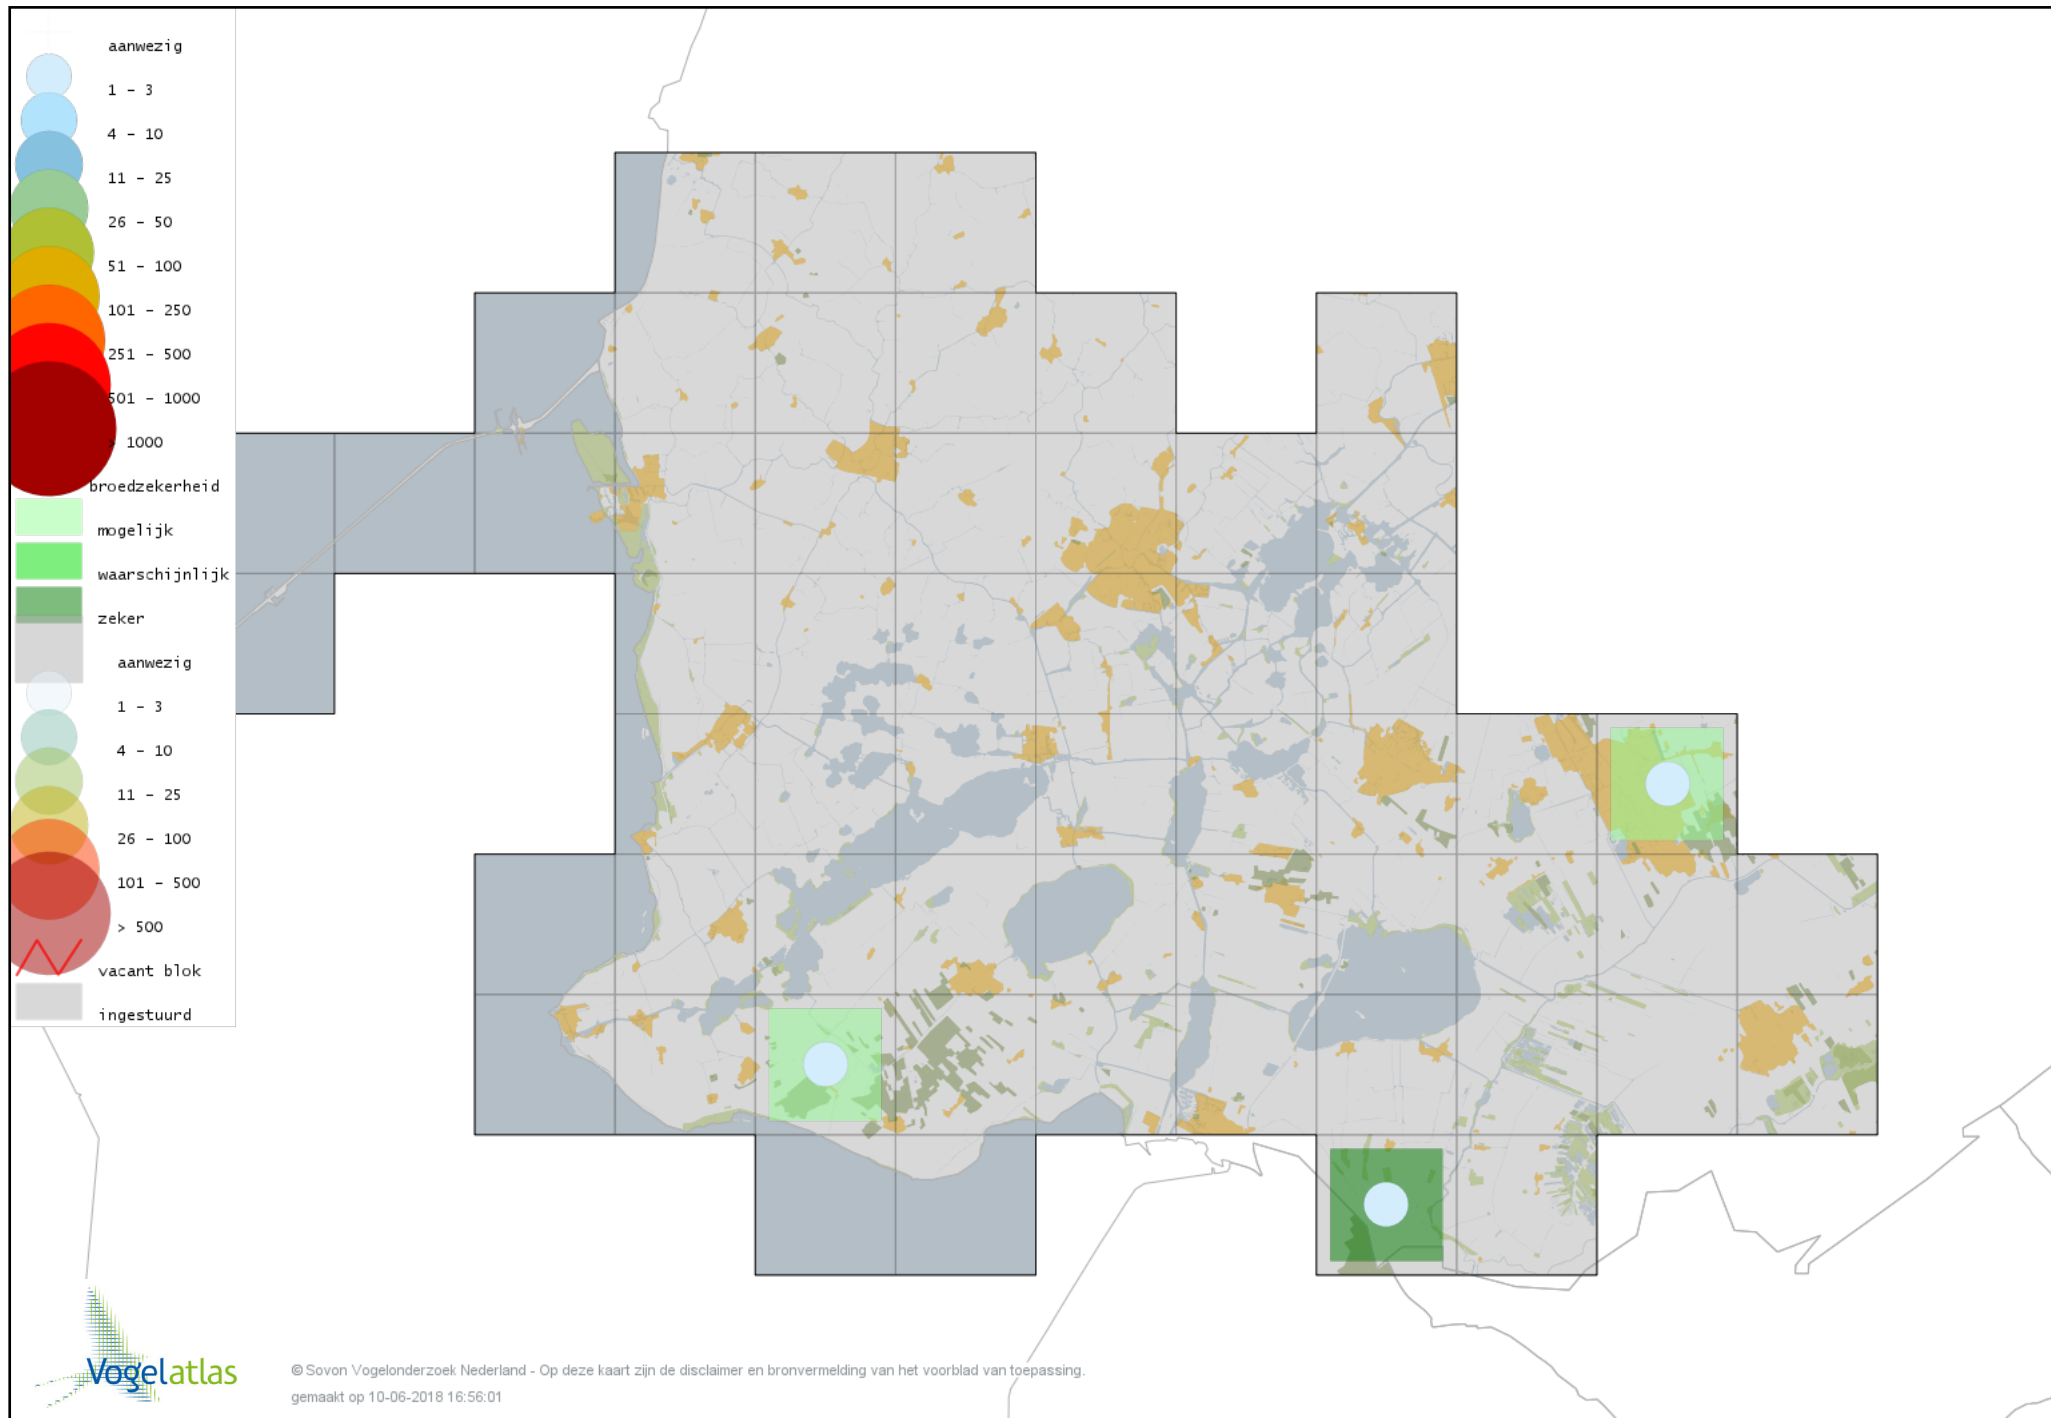 aanwezig
1 - 3
4 - 10
11 - 25
26 - 50
51 - 100
101 - 250
251 - 500
501 - 1000
> 1000
broedzekerheid
mogelijk
waarschijnlijk
zeker
aanwezig
1 - 3
4 - 10
11 - 25
26 - 100
101 - 500
> 500
vacant blok
ingestuurd
Vogelatlas
© Sovon Vogelonderzoek Nederland - Op deze kaart zijn de disclaimer en bronvermelding van het voorblad van toepassing.
gemaakt op 10-06-2018 16:56:01